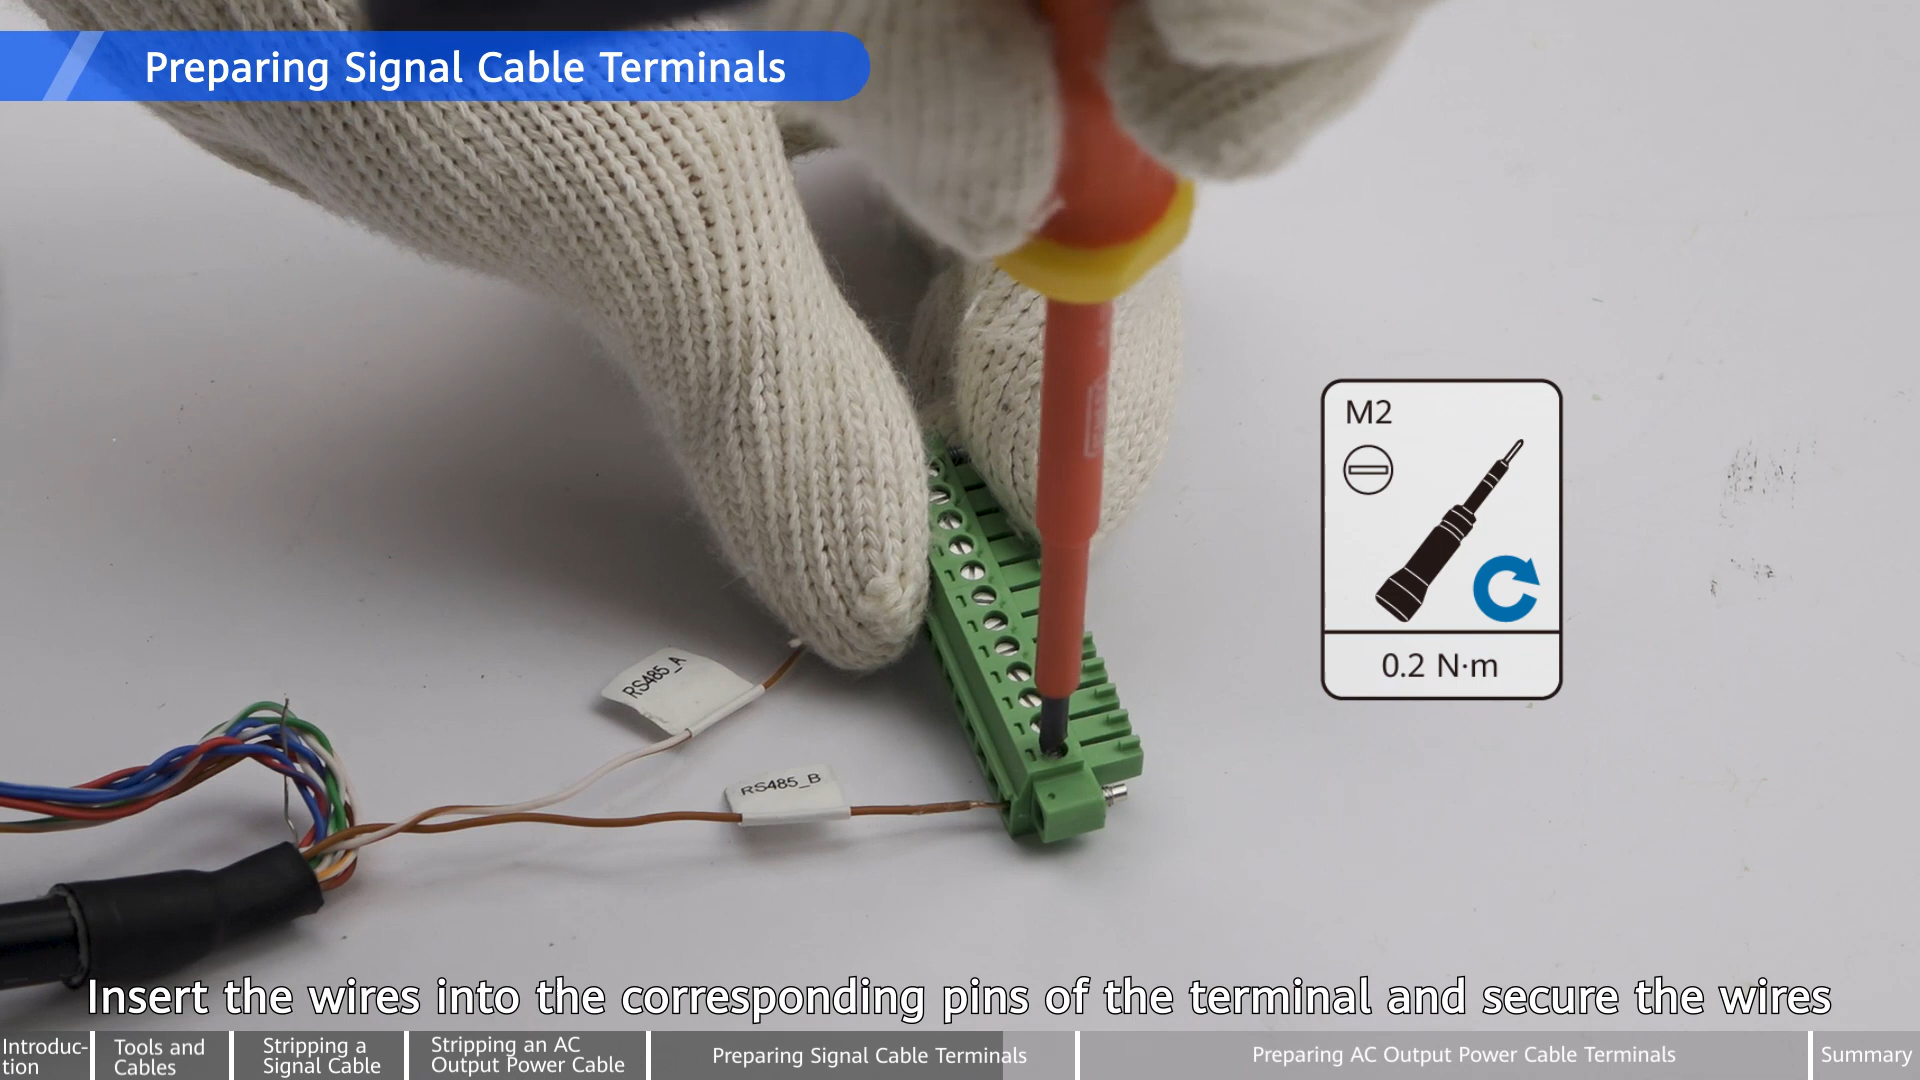 Preparing Signal Cable Terminals
M2
0.2 N·m
RS485_A
RS485_B
Insert the wires into the corresponding pins of the terminal and secure the wires
Introduc-
tion
Tools and
Cables
Stripping a
Signal Cable
Stripping an AC
Output Power Cable
Preparing Signal Cable Terminals
Preparing AC Output Power Cable Terminals
Summary